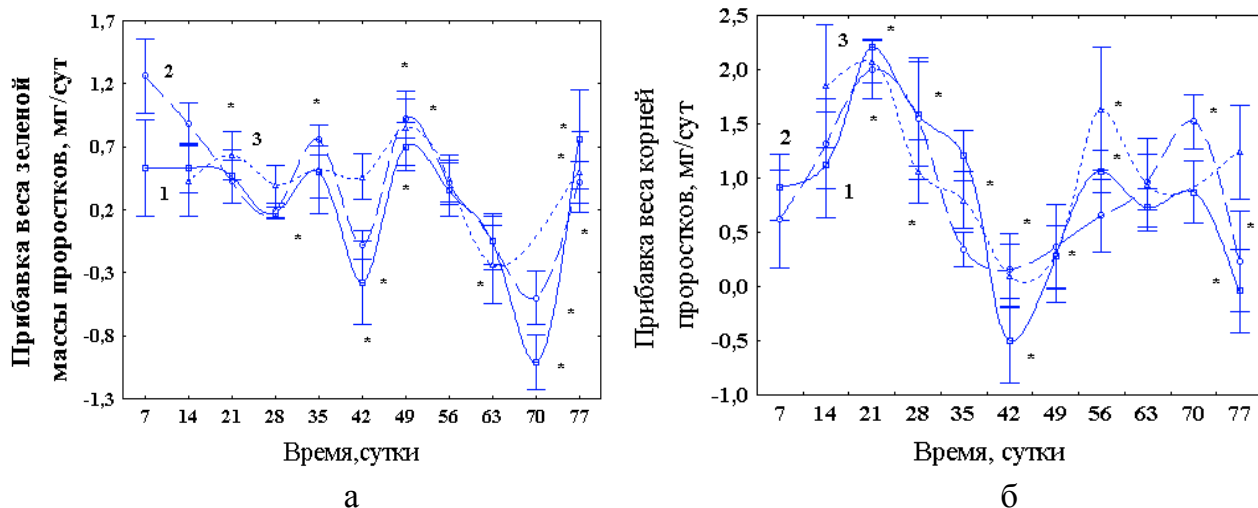 Прибавка веса зеленой
массы проростков, мг/сут
1,7
1,2
0,7
0,2
-0,3
-0,8
-1,3
2
3
1
* * * * * * * * * * * * * *
7 14 21 28 35 42 49 56 63 70 77
Время,сутки
а
Прибавка веса корней
проростков, мг/сут
2,5
2,0
1,5
1,0
0,5
0,0
-0,5
-1,0
3
2
1
* * * * * * * * * * * * *
7 14 21 28 35 42 49 56 63 70 77
Время, сутки
б